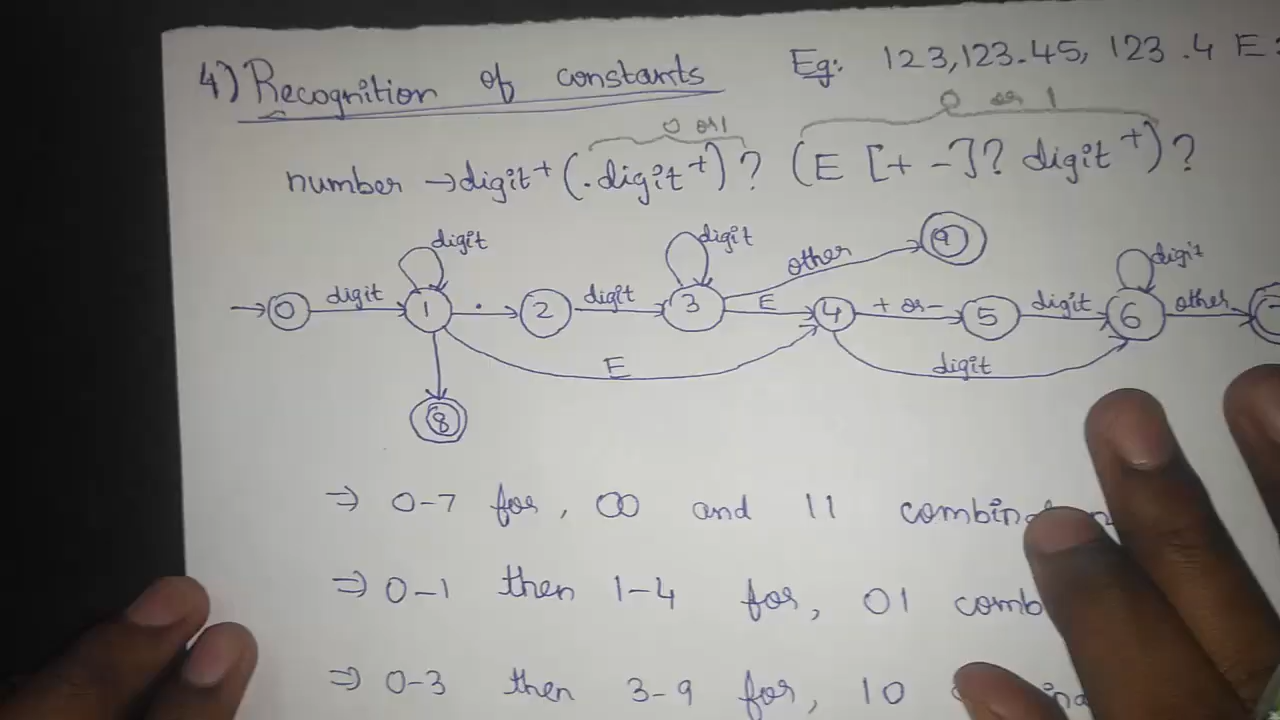 4) Recognition of constants Eg: 123, 123.45, 123.4 E
0 or 1
0 or 1
number → digit+ (.digit+)? (E [+ -]? digit+)?
digit digit other 9 digit
0 digit 1 . 2 digit 3 E 4 + or - 5 digit 6 other
E digit
8
⇒ 0-7 for, 00 and 11
⇒ 0-1 then 1-4 for, 01
⇒ 0-3 then 3-9 for, 10